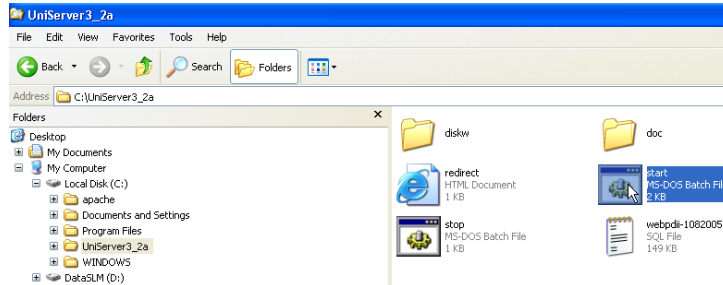 UniServer3_2a
File Edit View Favorites Tools Help
Back Search Folders
Address C:\UniServer3_2a
Folders
Desktop
My Documents
My Computer
Local Disk (C:)
apache
Documents and Settings
Program Files
UniServer3_2a
WINDOWS
DataSLM (D:)
diskw
doc
redirect
HTML Document
1 KB
start
MS-DOS Batch Fil
2 KB
stop
MS-DOS Batch File
1 KB
webpdii-1082005
SQL File
149 KB